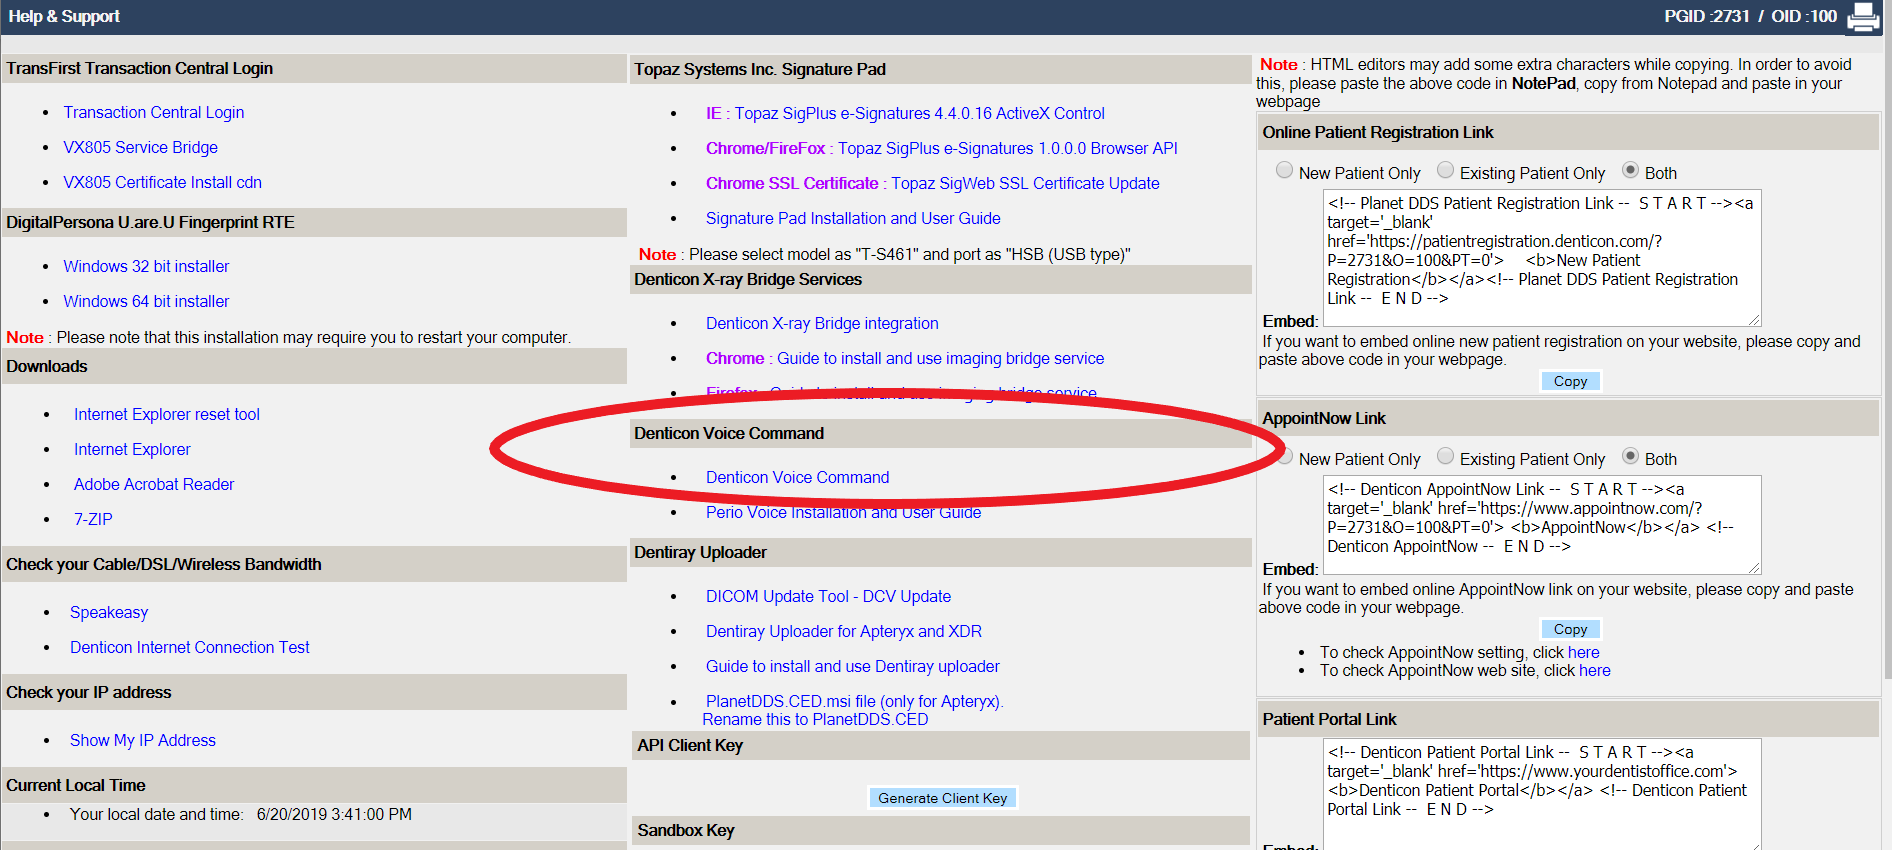 Help & Support
PGID :2731 / OID :100
TransFirst Transaction Central Login
• Transaction Central Login
• VX805 Service Bridge
• VX805 Certificate Install cdn
DigitalPersona U.are.U Fingerprint RTE
• Windows 32 bit installer
• Windows 64 bit installer
Note : Please note that this installation may require you to restart your computer.
Downloads
• Internet Explorer reset tool
• Internet Explorer
• Adobe Acrobat Reader
• 7-ZIP
Check your Cable/DSL/Wireless Bandwidth
• Speakeasy
• Denticon Internet Connection Test
Check your IP address
• Show My IP Address
Current Local Time
• Your local date and time: 6/20/2019 3:41:00 PM
Topaz Systems Inc. Signature Pad
• IE : Topaz SigPlus e-Signatures 4.4.0.16 ActiveX Control
• Chrome/FireFox : Topaz SigPlus e-Signatures 1.0.0.0 Browser API
• Chrome SSL Certificate : Topaz SigWeb SSL Certificate Update
• Signature Pad Installation and User Guide
Note : Please select model as "T-S461" and port as "HSB (USB type)"
Denticon X-ray Bridge Services
• Denticon X-ray Bridge integration
• Chrome : Guide to install and use imaging bridge service
• Firefox : Guide to install and use imaging bridge service
Denticon Voice Command
• Denticon Voice Command
Perio Voice Installation and User Guide
Dentiray Uploader
• DICOM Update Tool - DCV Update
• Dentiray Uploader for Apteryx and XDR
• Guide to install and use Dentiray uploader
• PlanetDDS.CED.msi file (only for Apteryx).
Rename this to PlanetDDS.CED
API Client Key
Generate Client Key
Sandbox Key
Note : HTML editors may add some extra characters while copying. In order to avoid
this, please paste the above code in NotePad, copy from Notepad and paste in your
webpage
Online Patient Registration Link
New Patient Only Existing Patient Only Both
<!-- Planet DDS Patient Registration Link -- S T A R T --><a
target='_blank'
href='https://patientregistration.denticon.com/?
P=2731&O=100&PT=0'> <b>New Patient
Registration</b></a><!-- Planet DDS Patient Registration
Link -- E N D -->
Embed:
If you want to embed online new patient registration on your website, please copy and
paste above code in your webpage.
Copy
AppointNow Link
New Patient Only Existing Patient Only Both
<!-- Denticon AppointNow Link -- S T A R T --><a
target='_blank' href='https://www.appointnow.com/?
P=2731&O=100&PT=0'> <b>AppointNow</b></a> <!--
Denticon AppointNow -- E N D -->
Embed:
If you want to embed online AppointNow link on your website, please copy and paste
above code in your webpage.
Copy
• To check AppointNow setting, click here
• To check AppointNow web site, click here
Patient Portal Link
<!-- Denticon Patient Portal Link -- S T A R T --><a
target='_blank' href='https://www.yourdentistoffice.com'>
<b>Denticon Patient Portal</b></a> <!-- Denticon Patient
Portal Link -- E N D -->
Embed: